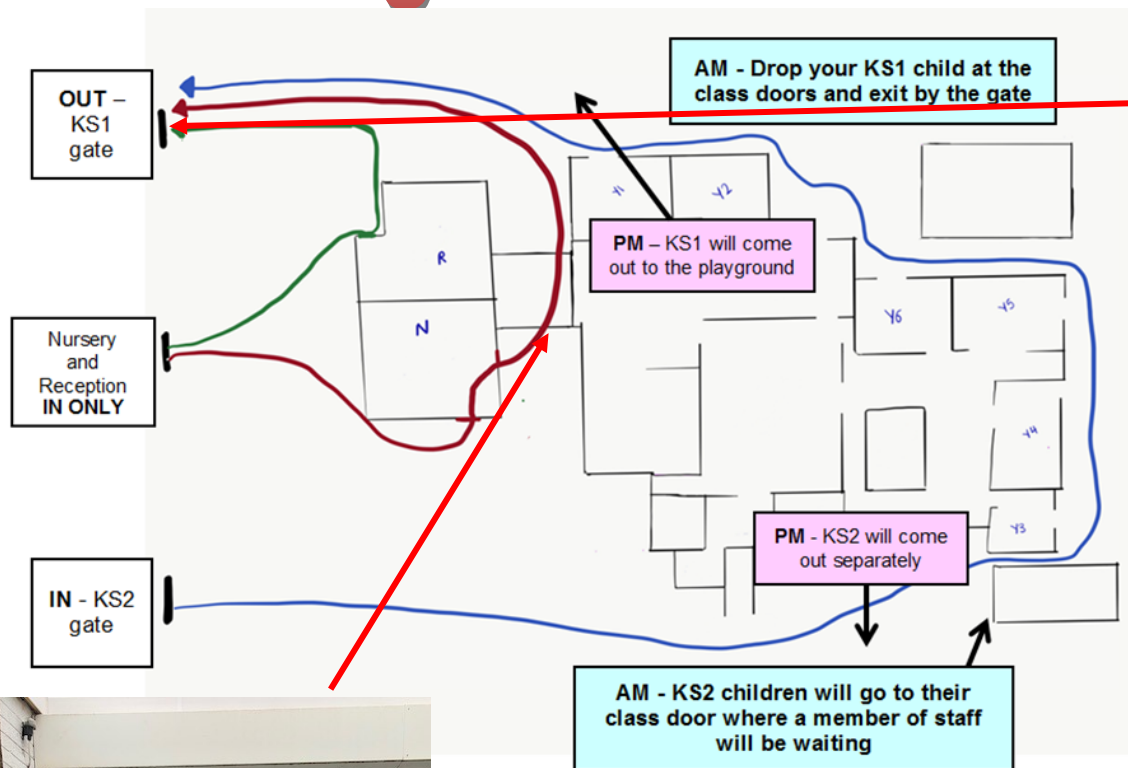 OUT –
KS1
gate
AM - Drop your KS1 child at the
class doors and exit by the gate
Y1
Y2
PM – KS1 will come
out to the playground
R
N
Y6
Y5
Nursery
and
Reception
IN ONLY
Y4
Y3
PM - KS2 will come
out separately
IN - KS2
gate
AM - KS2 children will go to their
class door where a member of staff
will be waiting